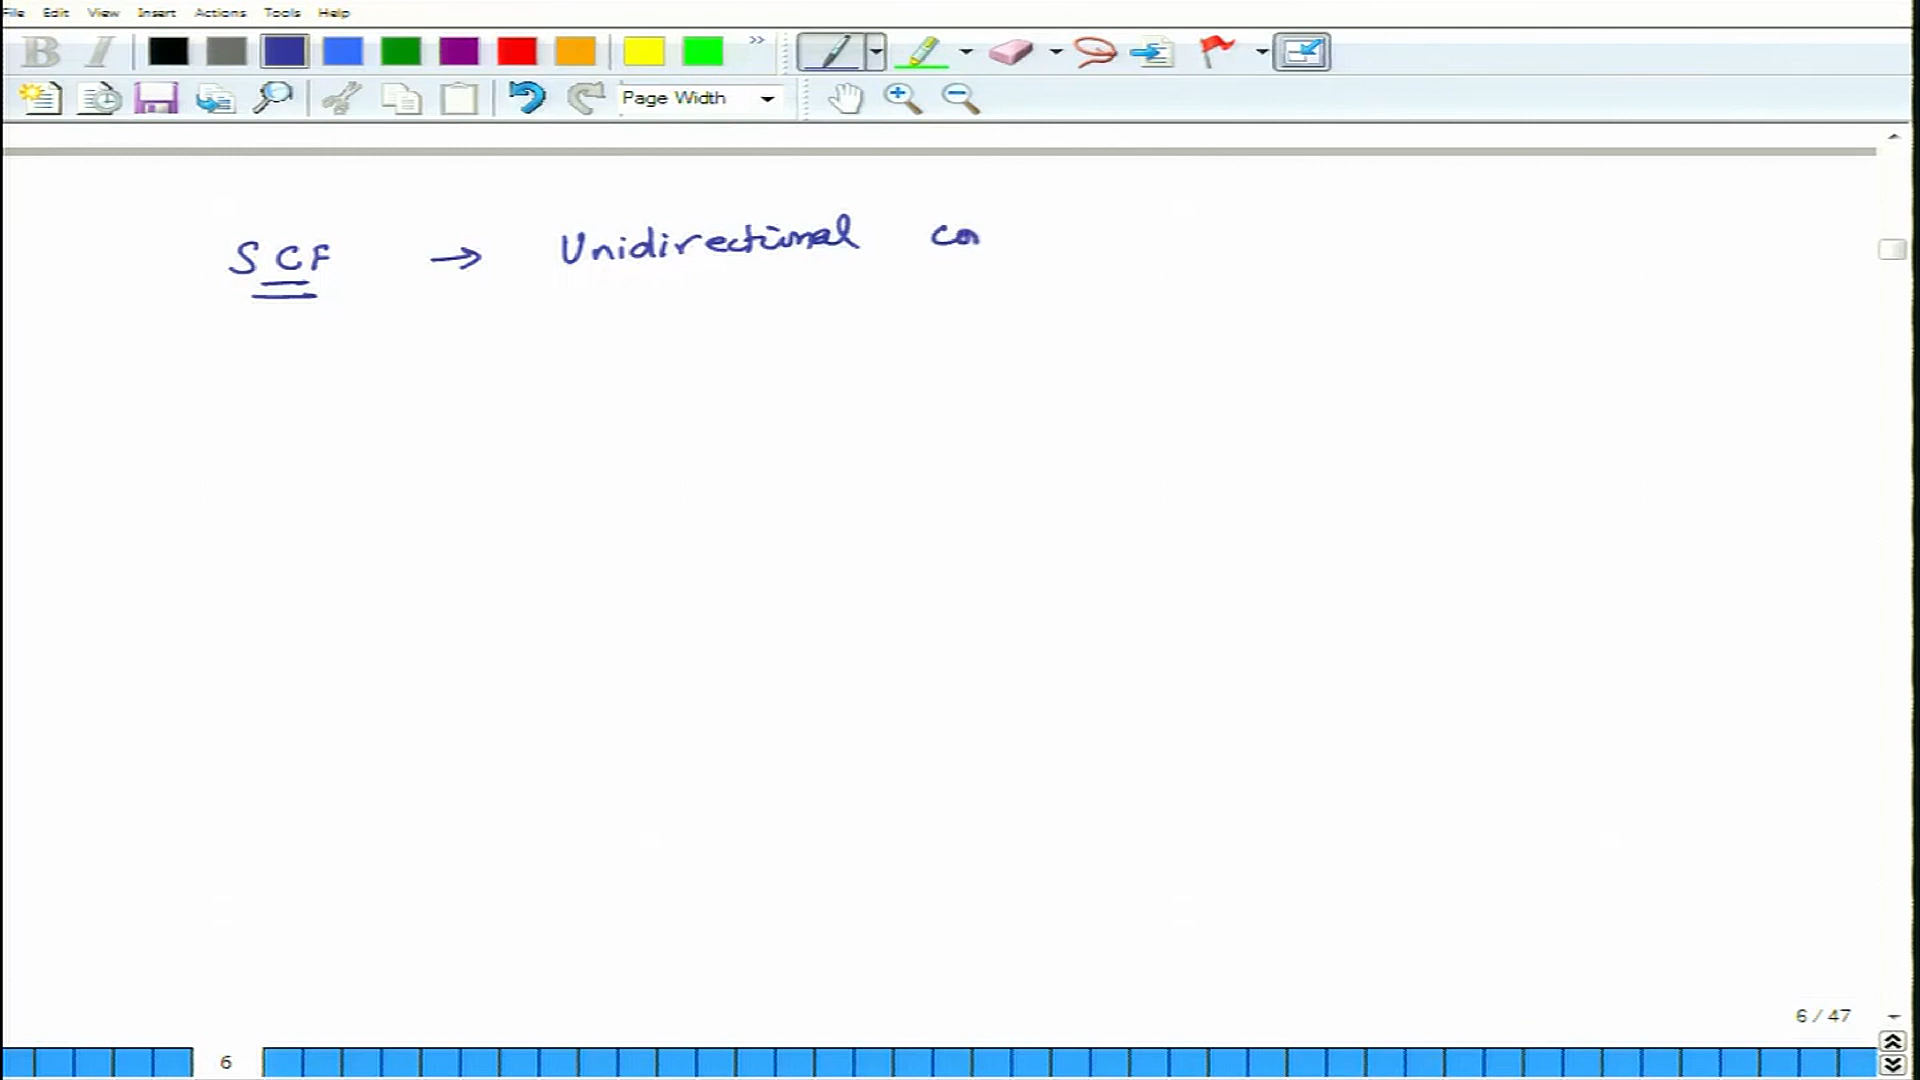 File Edit View Insert Actions Tools Help
B I
Page Width
SCF → Unidirectional co
6 / 47
6